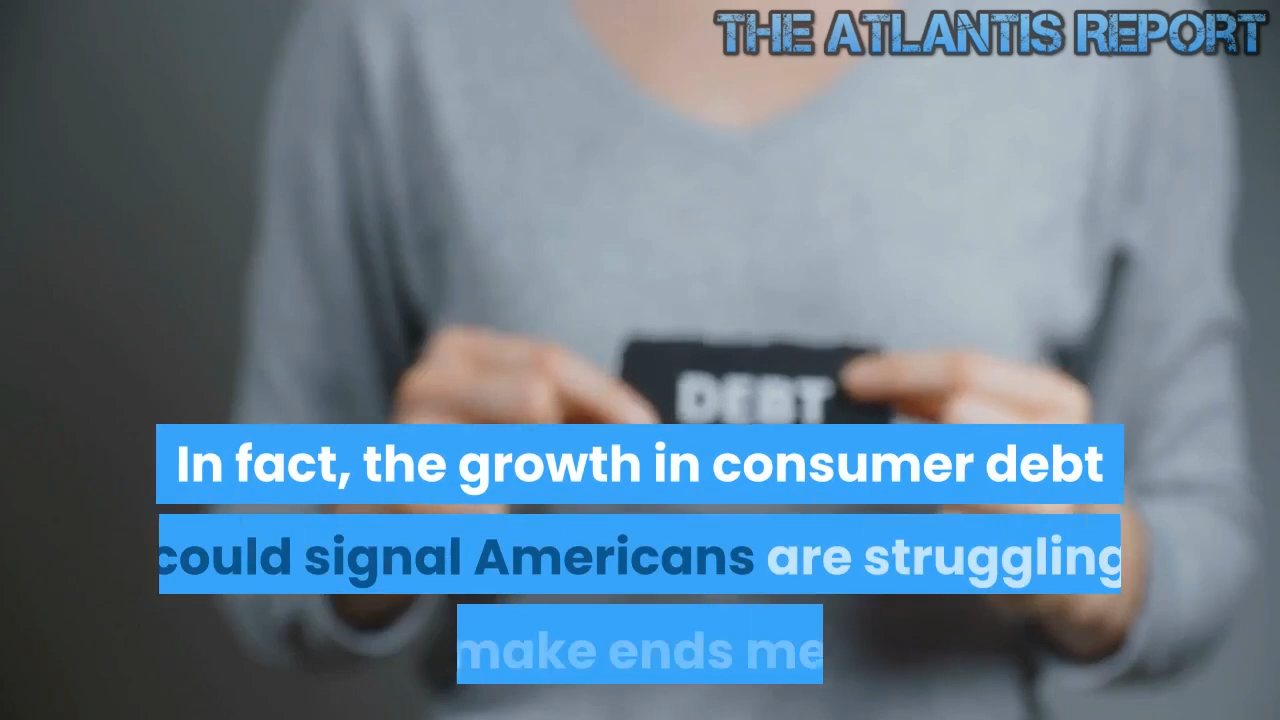 THE ATLANTIS REPORT
DEBT
In fact, the growth in consumer debt
could signal Americans are struggling
make ends me